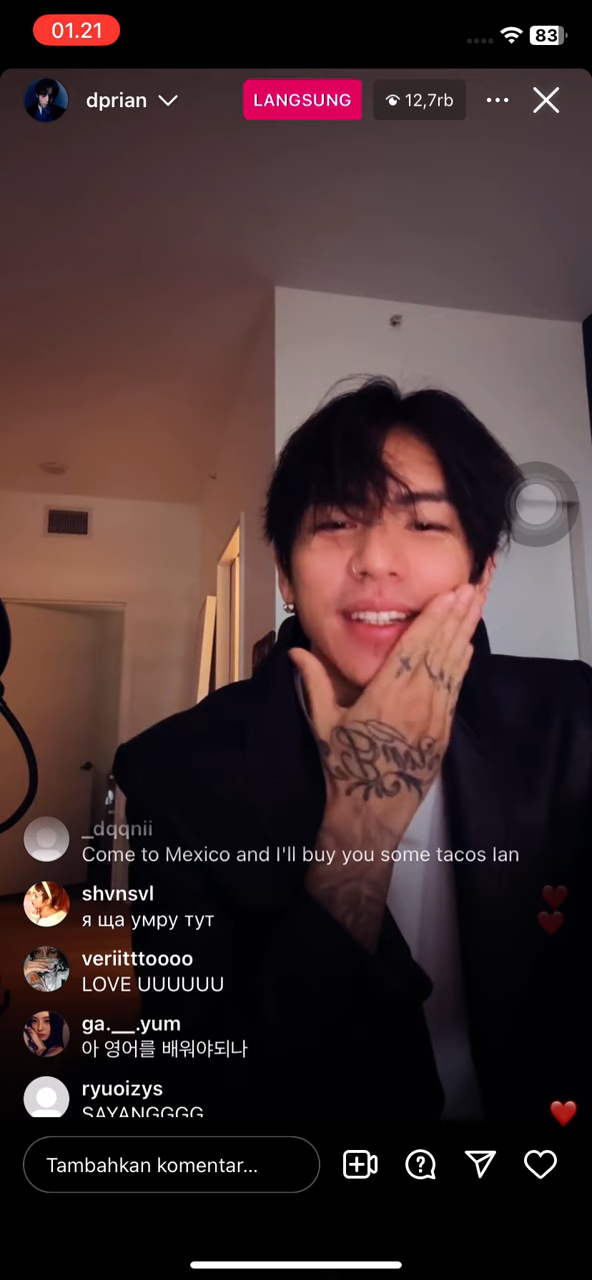 01.21
83
dprian
LANGSUNG
12,7rb
_dqqnii
Come to Mexico and I'll buy you some tacos Ian
shvnsvl
я ща умру тут
veriitttoooo
LOVE UUUUUU
ga.___.yum
아 영어를 배워야되나
ryuoizys
SAYANGGGG
Tambahkan komentar...